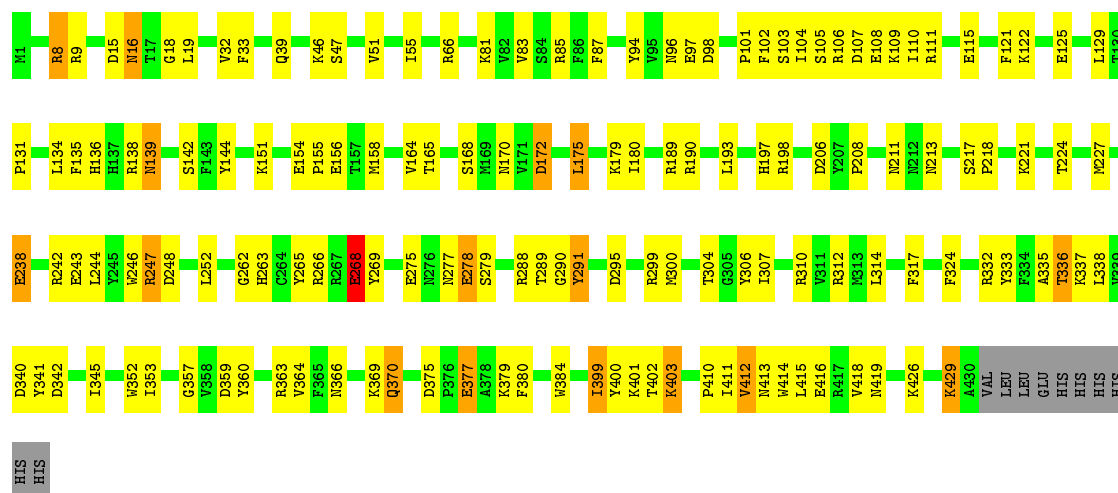 M1 R8 R9 D15 N16 T17 G18 L19 V32 F33 Q39 K46 S47 V51 I55 R66 K81 V82 V83 S84 R85 F86 F87 Y94 V95 N96 E97 D98 P101 F102 S103 I104 S105 R106 D107 E108 K109 I110 R111 E115 F121 K122 E125 L129 T130
P131 L134 F135 H136 H137 R138 N139 S142 F143 Y144 K151 E154 P155 E156 T157 M158 V164 T165 S168 M169 N170 V171 D172 L175 K179 I180 R189 R190 L193 H197 R198 D206 Y207 P208 N211 N212 N213 S217 P218 K221 T224 M227
E238 R242 E243 L244 Y245 W246 R247 D248 L252 G262 H263 C264 Y265 R266 R267 E268 Y269 E275 N276 N277 E278 S279 R288 T289 G290 Y291 D295 R299 M300 T304 G305 Y306 I307 R310 V311 R312 M313 L314 F317 F324 R332 Y333 F334 A335 T336 K337 L338 V339
D340 Y341 D342 I345 W352 I353 G357 V358 D359 Y360 R363 V364 F365 N366 K369 Q370 D375 P376 E377 A378 K379 F380 W384 I399 Y400 K401 T402 K403 P410 I411 V412 N413 W414 L415 E416 R417 V418 N419 K426 K429 A430 VAL LEU LEU GLU HIS HIS HIS HIS
HIS HIS